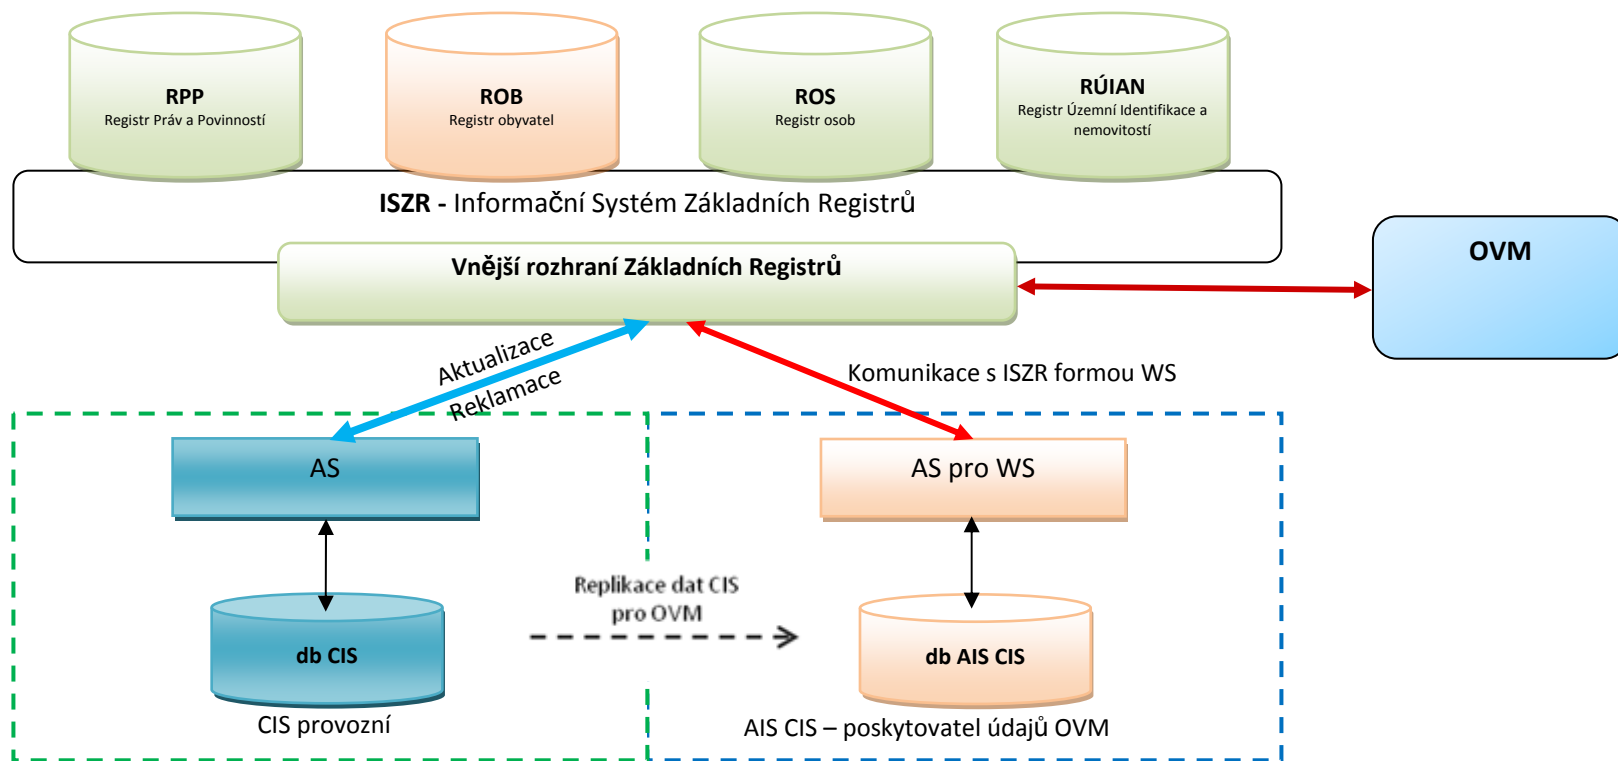 RPP
Registr Práv a Povinností
ROB
Registr obyvatel
ROS
Registr osob
RÚIAN
Registr Územní Identifikace a
nemovitostí
ISZR - Informační Systém Základních Registrů
Vnější rozhraní Základních Registrů
OVM
Aktualizace
Reklamace
Komunikace s ISZR formou WS
AS
AS pro WS
Replikace dat CIS
pro OVM
db CIS
db AIS CIS
CIS provozní
AIS CIS – poskytovatel údajů OVM